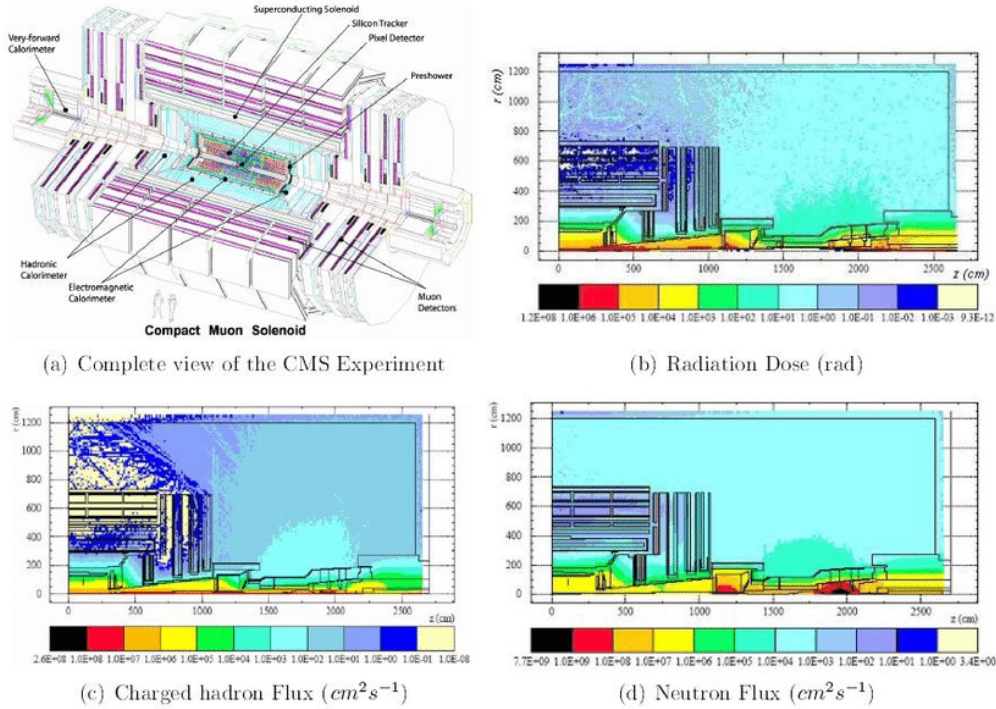 Superconducting Solenoid
Silicon Tracker
Pixel Detector
Very-forward
Calorimeter
Preshower
Hadronic
Calorimeter
Electromagnetic
Calorimeter
Muon
Detectors
Compact Muon Solenoid
(a) Complete view of the CMS Experiment
r (cm)
1200
1000
800
600
400
200
0
0 500 1000 1500 2000 2500
z (cm)
1.2E+08 1.0E+06 1.0E+05 1.0E+04 1.0E+03 1.0E+02 1.0E+01 1.0E+00 1.0E-01 1.0E-02 1.0E-03 9.3E-12
(b) Radiation Dose (rad)
r (cm)
1200
1000
800
600
400
200
0
0 500 1000 1500 2000 2500
z (cm)
2.6E+08 1.0E+08 1.0E+07 1.0E+06 1.0E+05 1.0E+04 1.0E+03 1.0E+02 1.0E+01 1.0E+00 1.0E-01 1.0E-08
(c) Charged hadron Flux (cm²s⁻¹)
r (cm)
1200
1000
800
600
400
200
0
0 500 1000 1500 2000 2500
z (cm)
7.7E+09 1.0E+09 1.0E+08 1.0E+07 1.0E+06 1.0E+05 1.0E+04 1.0E+03 1.0E+02 1.0E+01 1.0E+00 3.4E+00
(d) Neutron Flux (cm²s⁻¹)